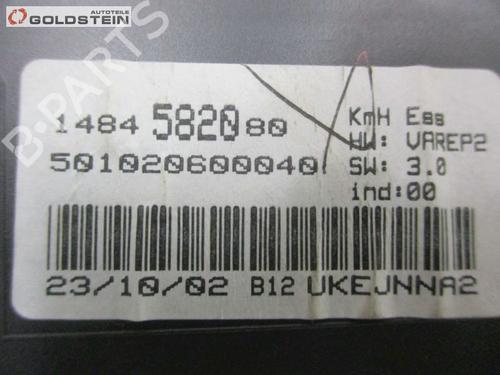 AUTOTEILE
GOLDSTEIN
B-PARTS
1484 5820 80 KmH Ess
HW: VAREP2
501020600040 SW: 3.0
ind:00
23/10/02 B12 UKEJNNA2